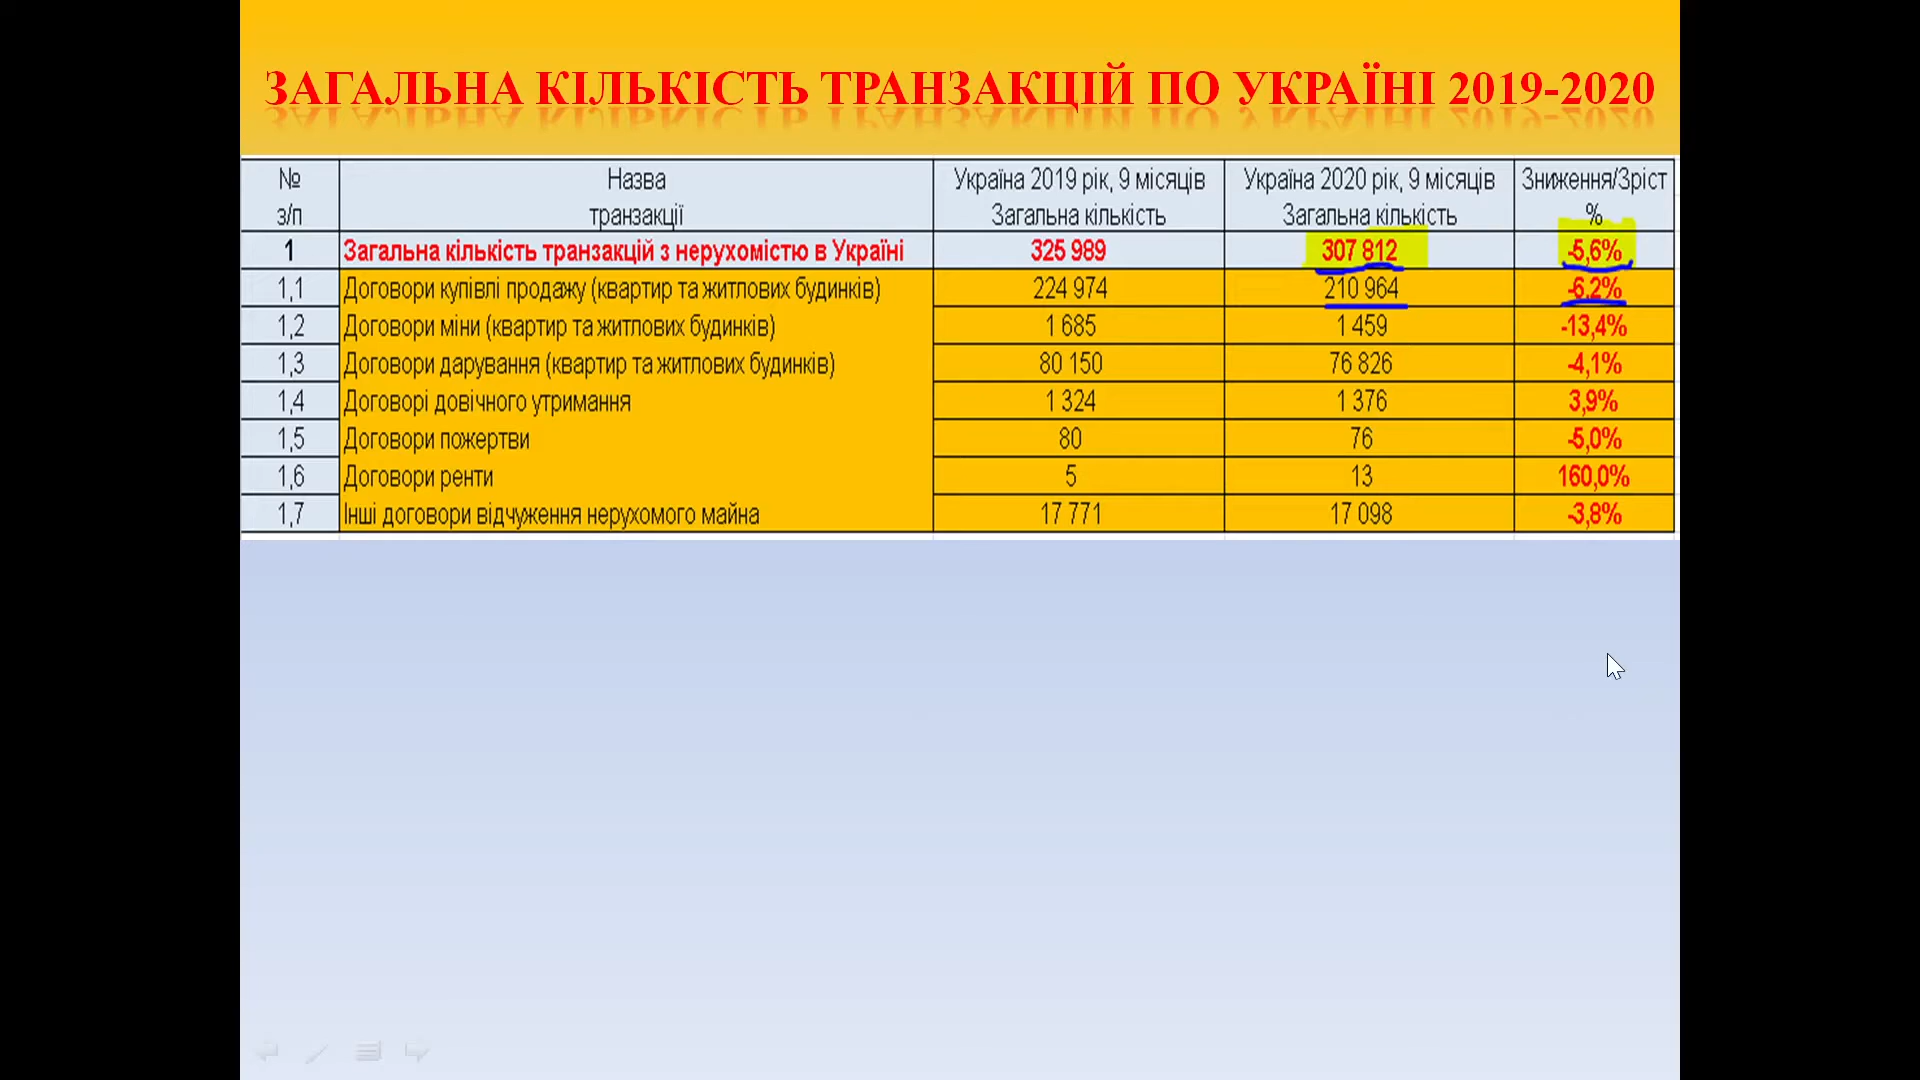 ЗАГАЛЬНА КІЛЬКІСТЬ ТРАНЗАКЦІЙ ПО УКРАЇНІ 2019-2020
№ з/п Назва транзакції Україна 2019 рік, 9 місяців Загальна кількість Україна 2020 рік, 9 місяців Загальна кількість Зниження/Зріст %
1 Загальна кількість транзакцій з нерухомістю в Україні 325 989 307 812 -5,6%
1,1 Договори купівлі продажу (квартир та житлових будинків) 224 974 210 964 -6,2%
1,2 Договори міни (квартир та житлових будинків) 1 685 1 459 -13,4%
1,3 Договори дарування (квартир та житлових будинків) 80 150 76 826 -4,1%
1,4 Договорі довічного утримання 1 324 1 376 3,9%
1,5 Договори пожертви 80 76 -5,0%
1,6 Договори ренти 5 13 160,0%
1,7 Інші договори відчуження нерухомого майна 17 771 17 098 -3,8%